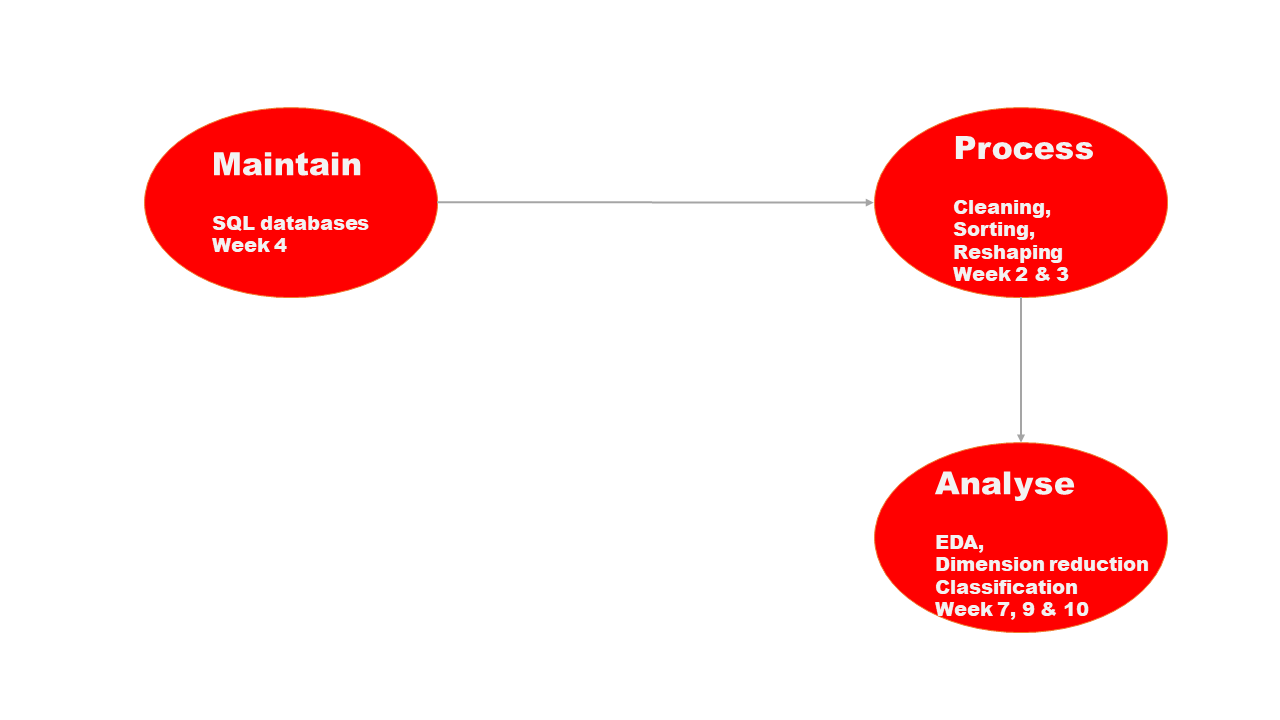 Maintain
SQL databases
Week 4
Process
Cleaning,
Sorting,
Reshaping
Week 2 & 3
Analyse
EDA,
Dimension reduction
Classification
Week 7, 9 & 10